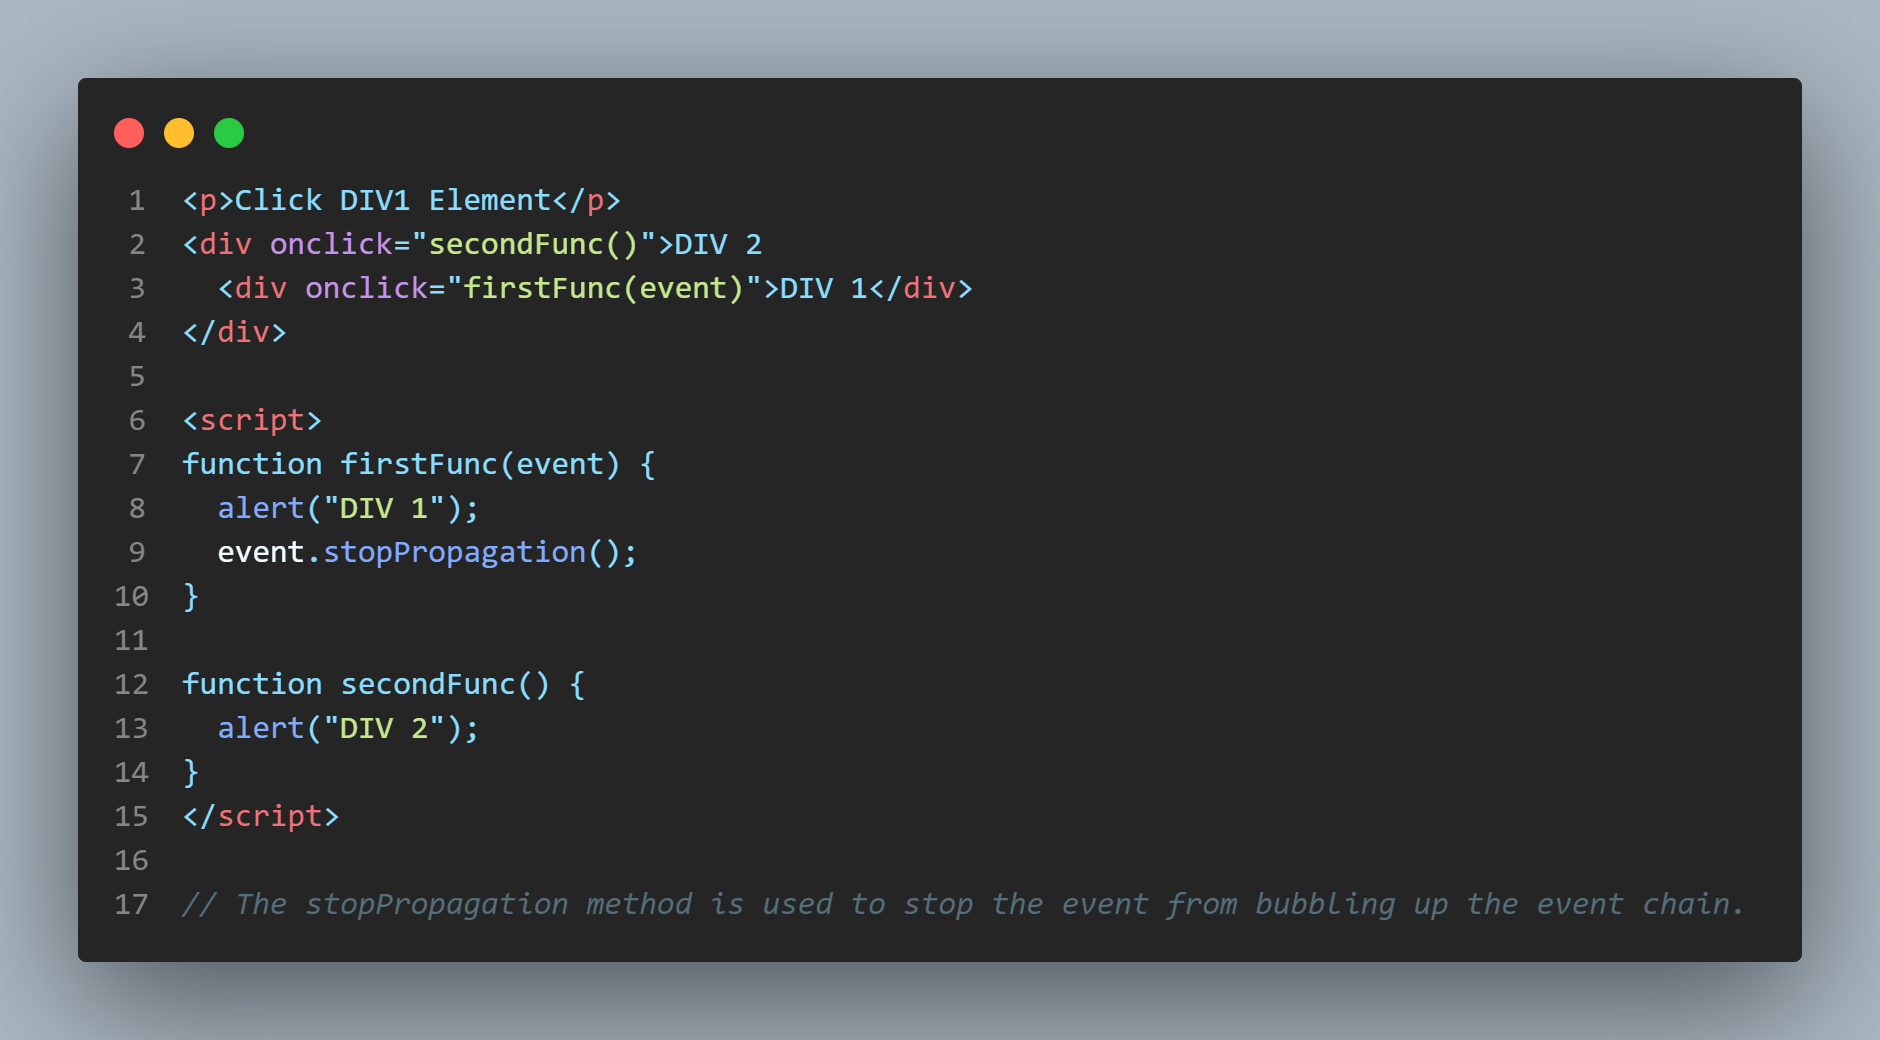 1 <p>Click DIV1 Element</p>
2 <div onclick="secondFunc()">DIV 2
3   <div onclick="firstFunc(event)">DIV 1</div>
4 </div>
5
6 <script>
7 function firstFunc(event) {
8   alert("DIV 1");
9   event.stopPropagation();
10 }
11
12 function secondFunc() {
13   alert("DIV 2");
14 }
15 </script>
16
17 // The stopPropagation method is used to stop the event from bubbling up the event chain.